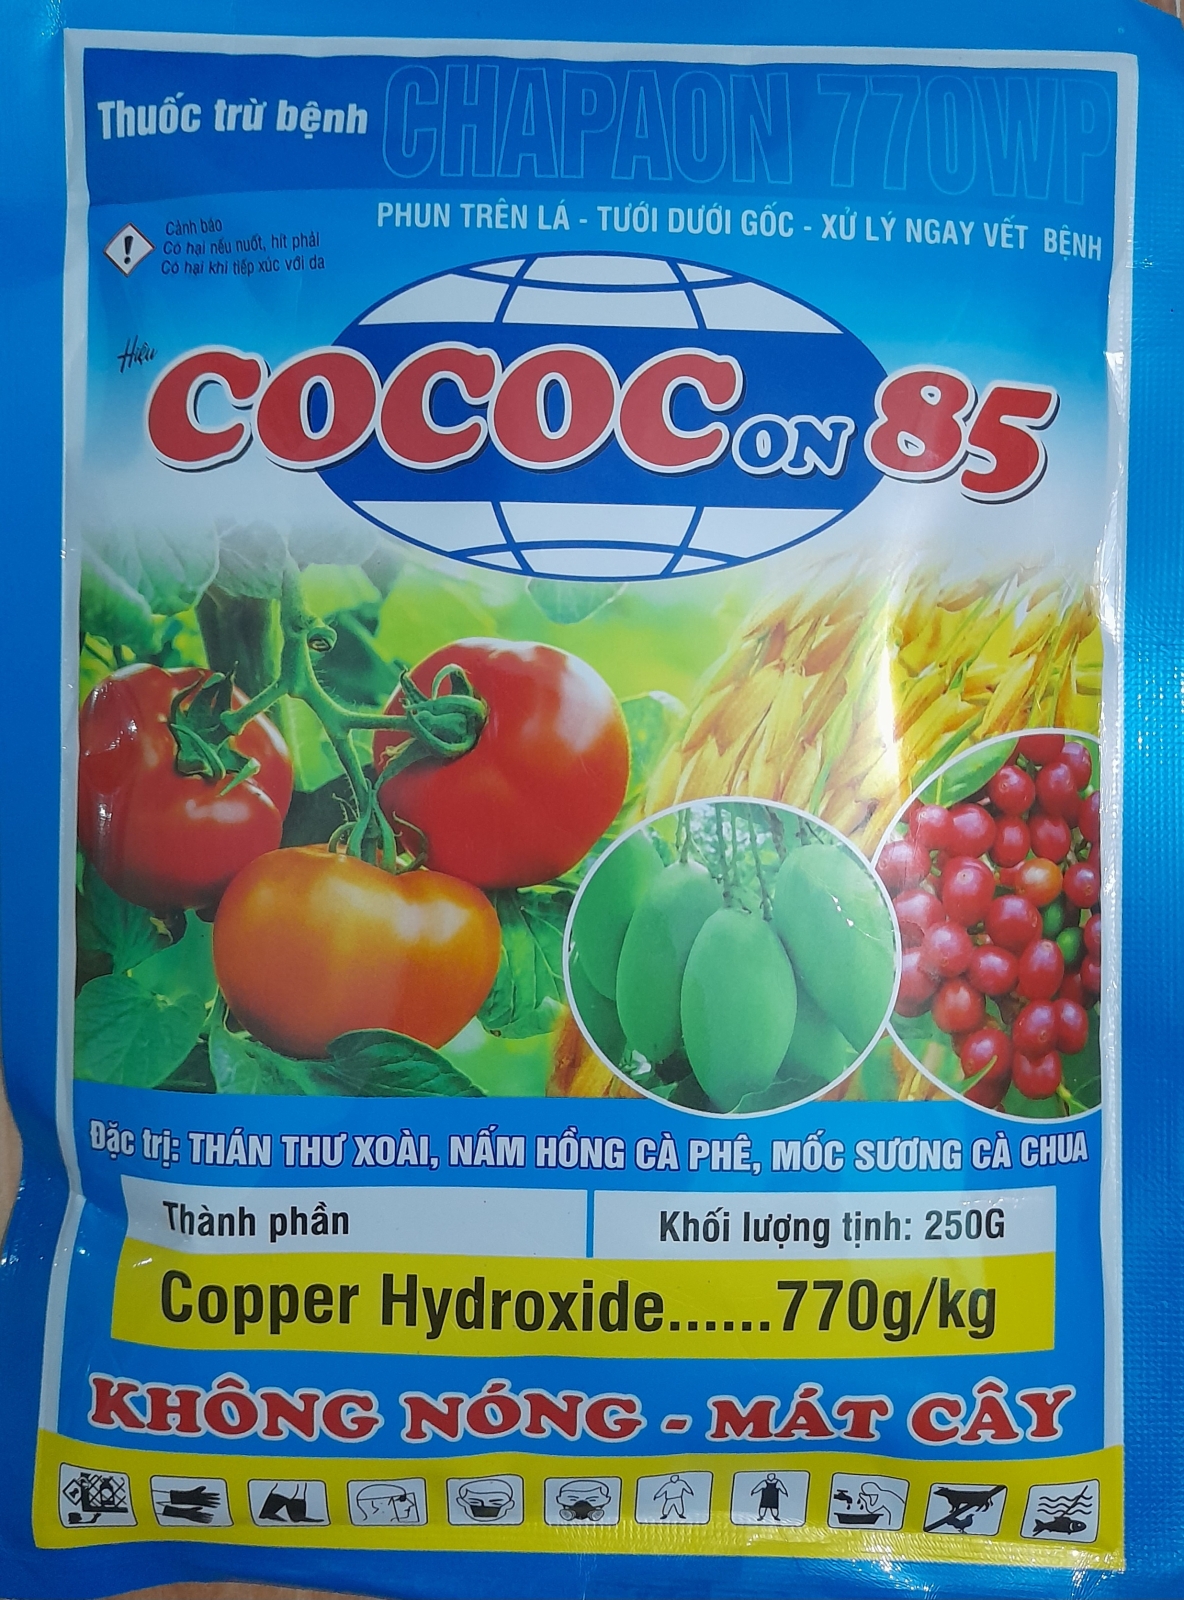 Thuốc trừ bệnh CHAPAON 770WP
PHUN TRÊN LÁ - TƯỚI DƯỚI GỐC - XỬ LÝ NGAY VẾT BỆNH
Cảnh báo
Có hại nếu nuốt, hít phải
Có hại khi tiếp xúc với da
Hiệu
COCOC ON 85
Đặc trị: THÁN THƯ XOÀI, NẤM HỒNG CÀ PHÊ, MỐC SƯƠNG CÀ CHUA
Thành phần
Khối lượng tịnh: 250G
Copper Hydroxide......770g/kg
KHÔNG NÓNG - MÁT CÂY